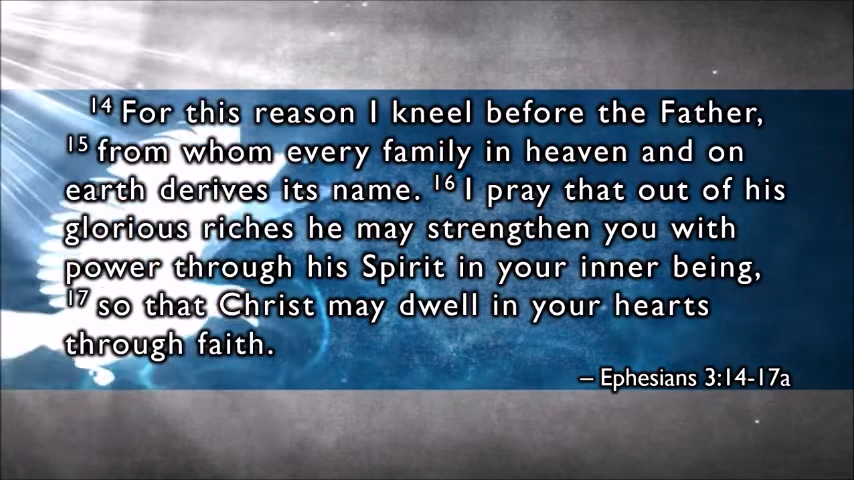 14 For this reason I kneel before the Father,
15 from whom every family in heaven and on
earth derives its name. 16 I pray that out of his
glorious riches he may strengthen you with
power through his Spirit in your inner being,
17 so that Christ may dwell in your hearts
through faith.
– Ephesians 3:14-17a